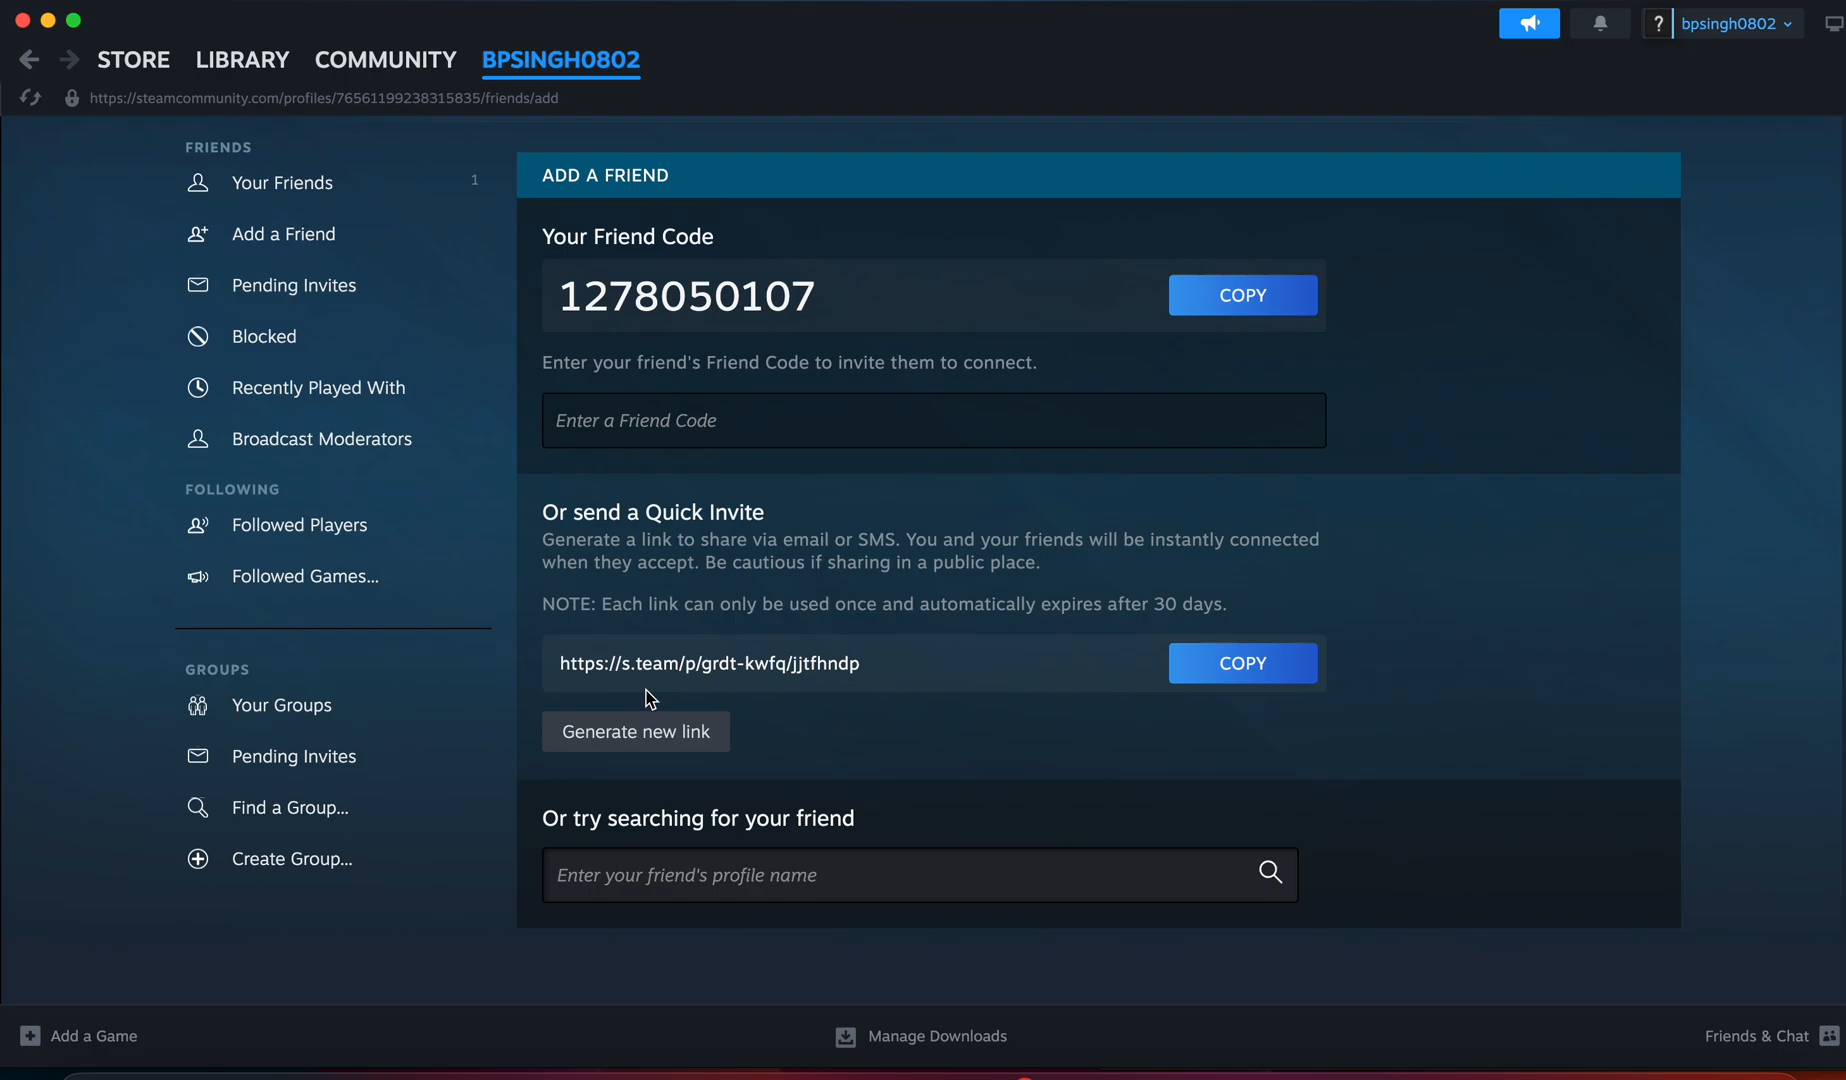 bpsingh0802
STORE LIBRARY COMMUNITY BPSINGH0802
https://steamcommunity.com/profiles/76561199238315835/friends/add
FRIENDS
Your Friends 1
Add a Friend
Pending Invites
Blocked
Recently Played With
Broadcast Moderators
FOLLOWING
Followed Players
Followed Games...
GROUPS
Your Groups
Pending Invites
Find a Group...
Create Group...
ADD A FRIEND
Your Friend Code
1278050107 COPY
Enter your friend's Friend Code to invite them to connect.
Enter a Friend Code
Or send a Quick Invite
Generate a link to share via email or SMS. You and your friends will be instantly connected
when they accept. Be cautious if sharing in a public place.
NOTE: Each link can only be used once and automatically expires after 30 days.
https://s.team/p/grdt-kwfq/jjtfhndp COPY
Generate new link
Or try searching for your friend
Enter your friend's profile name
Add a Game Manage Downloads Friends & Chat